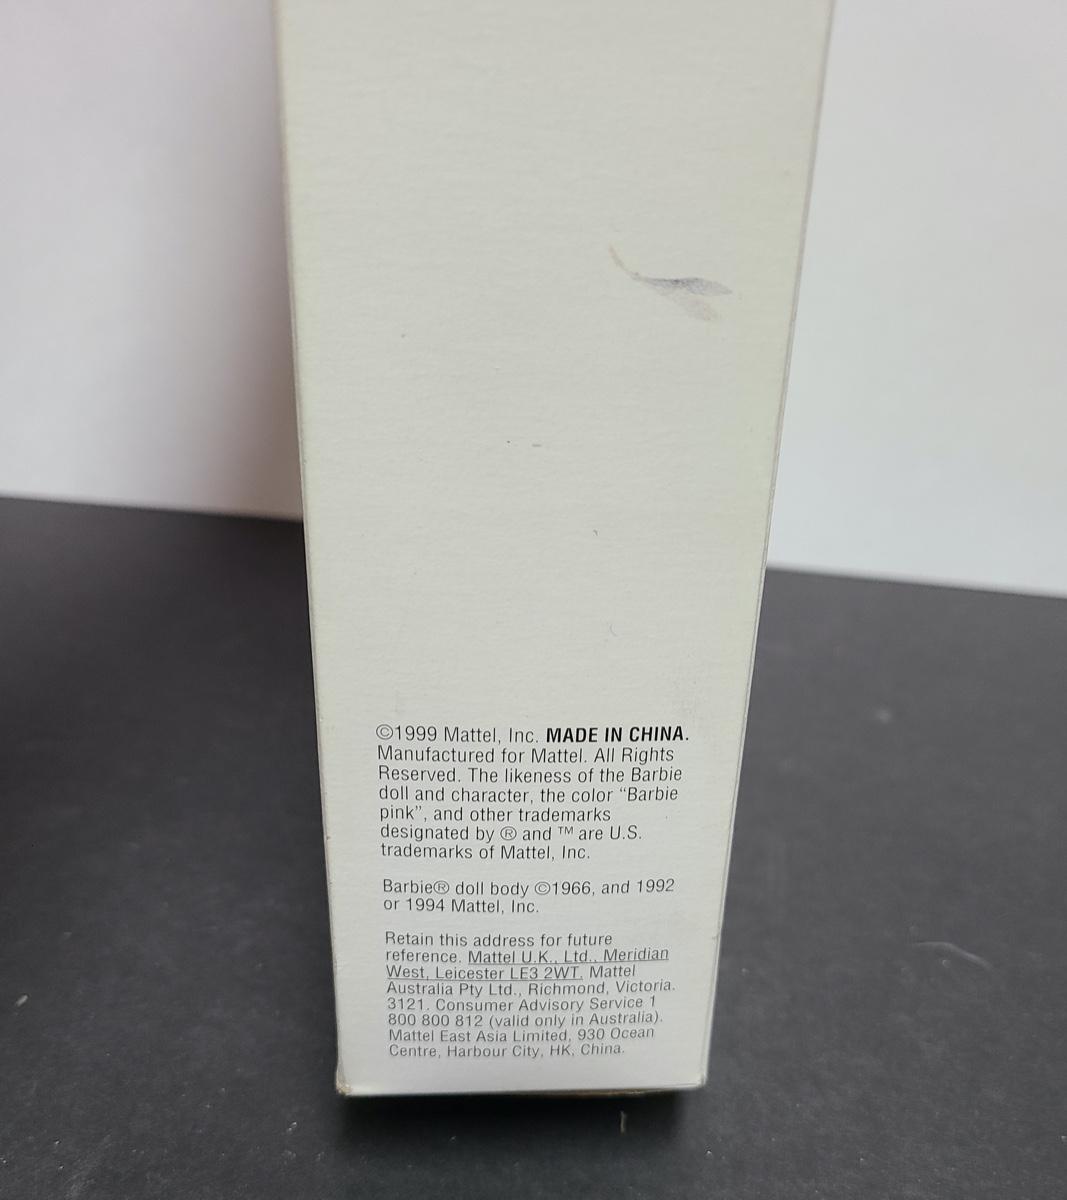 ©1999 Mattel, Inc. MADE IN CHINA.
Manufactured for Mattel. All Rights
Reserved. The likeness of the Barbie
doll and character, the color “Barbie
pink”, and other trademarks
designated by ® and ™ are U.S.
trademarks of Mattel, Inc.
Barbie® doll body ©1966, and 1992
or 1994 Mattel, Inc.
Retain this address for future
reference. Mattel U.K., Ltd., Meridian
West, Leicester LE3 2WT. Mattel
Australia Pty Ltd., Richmond, Victoria.
3121. Consumer Advisory Service 1
800 800 812 (valid only in Australia).
Mattel East Asia Limited, 930 Ocean
Centre, Harbour City, HK, China.